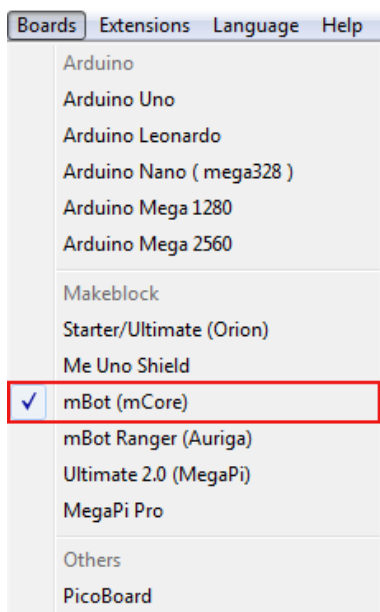 Boards Extensions Language Help
Arduino
Arduino Uno
Arduino Leonardo
Arduino Nano ( mega328 )
Arduino Mega 1280
Arduino Mega 2560
Makeblock
Starter/Ultimate (Orion)
Me Uno Shield
mBot (mCore)
mBot Ranger (Auriga)
Ultimate 2.0 (MegaPi)
MegaPi Pro
Others
PicoBoard